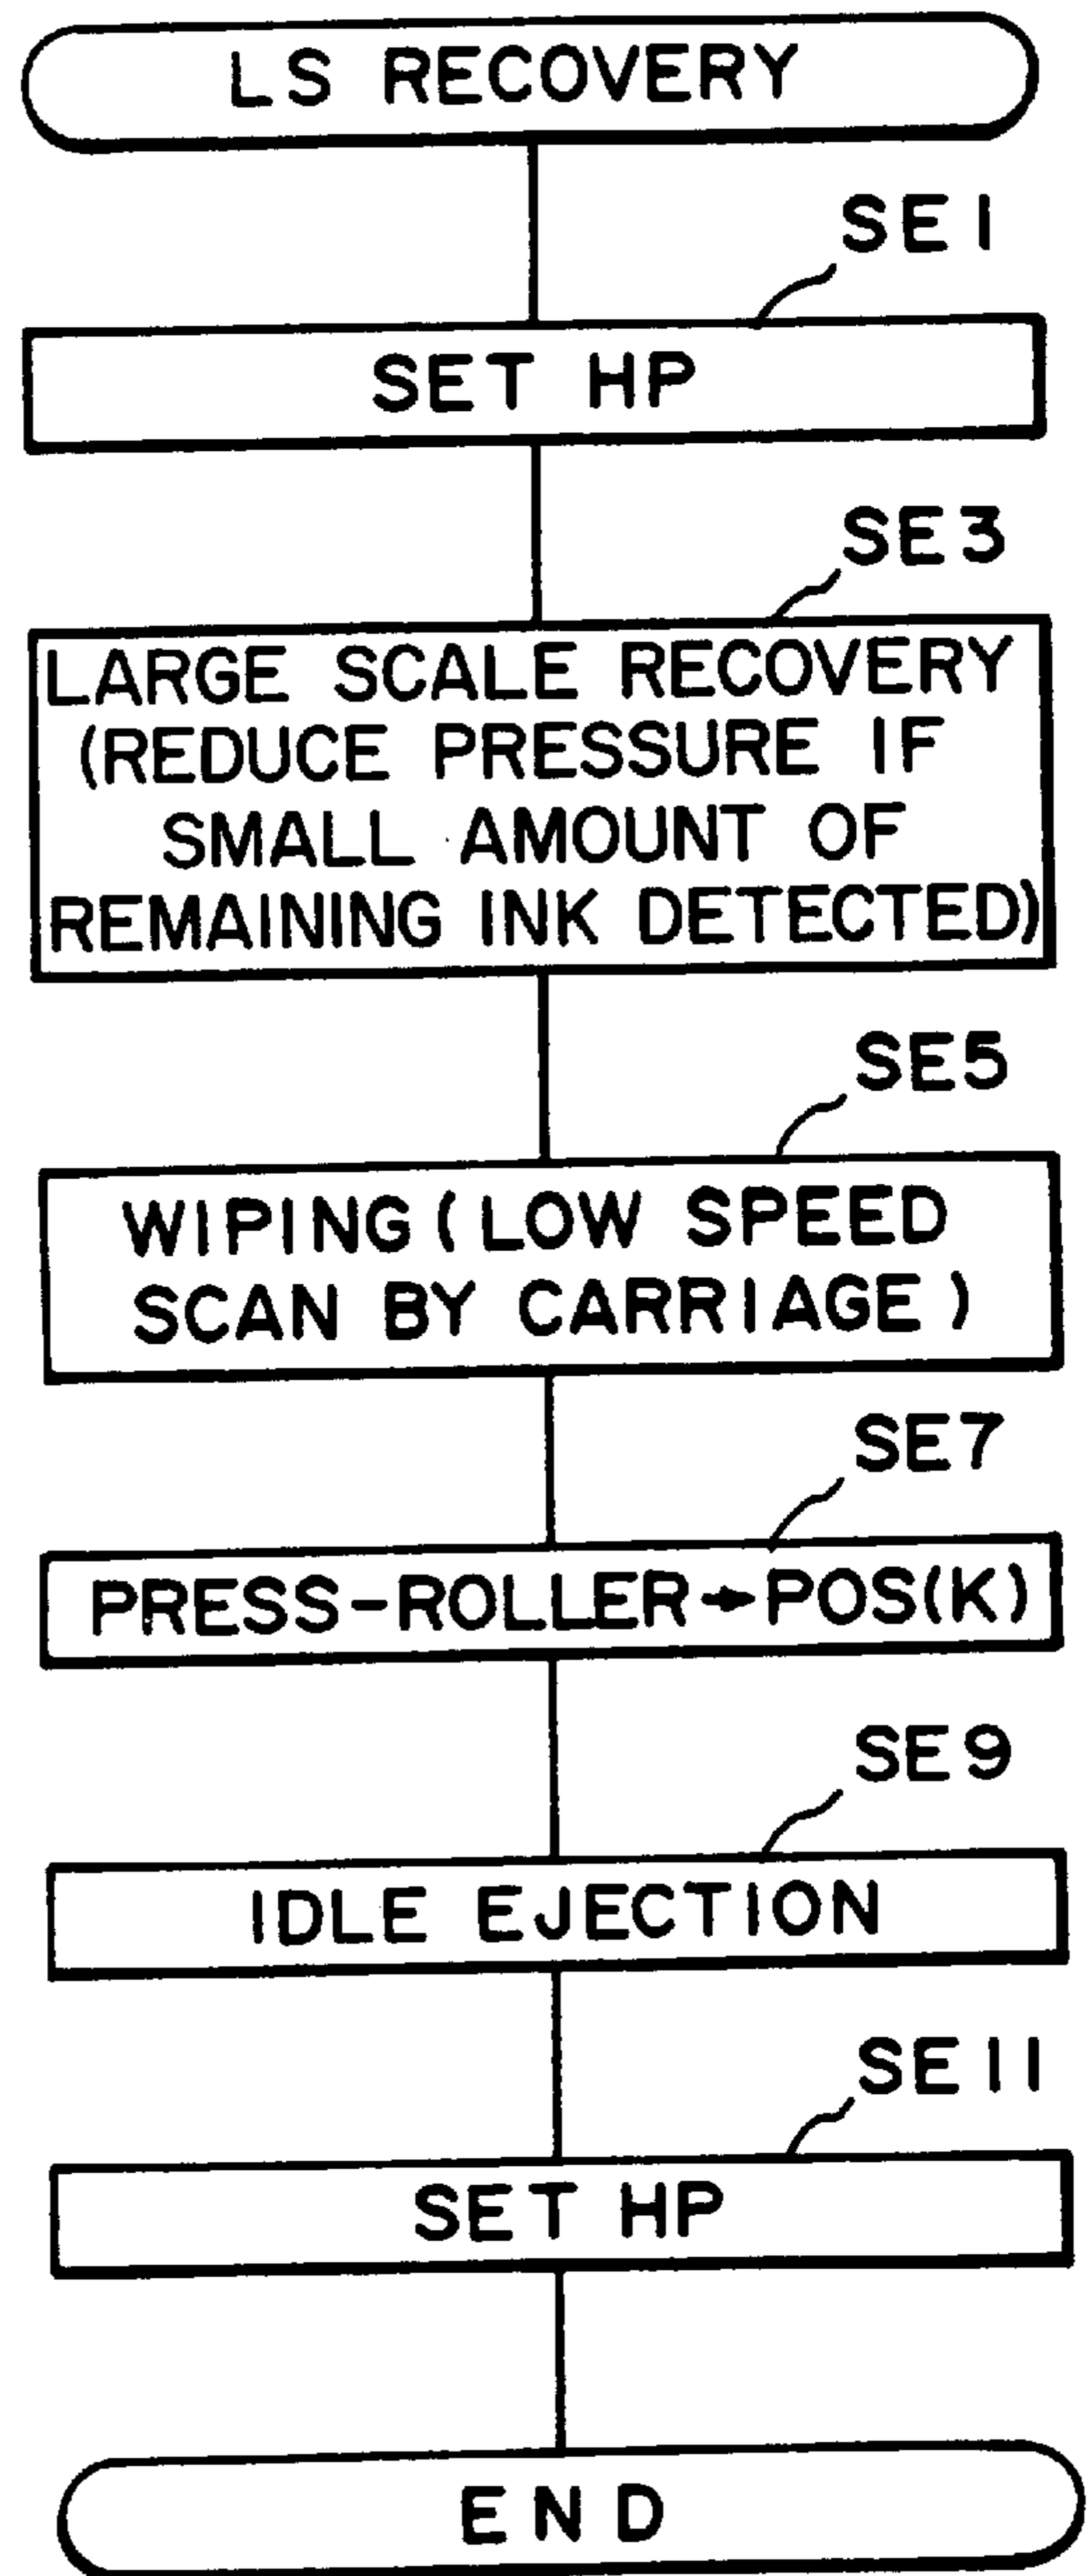 LS RECOVERY
SE1
SET HP
SE3
LARGE SCALE RECOVERY
(REDUCE PRESSURE IF
SMALL AMOUNT OF
REMAINING INK DETECTED)
SE5
WIPING (LOW SPEED
SCAN BY CARRIAGE)
SE7
PRESS-ROLLER→POS(K)
SE9
IDLE EJECTION
SE11
SET HP
END